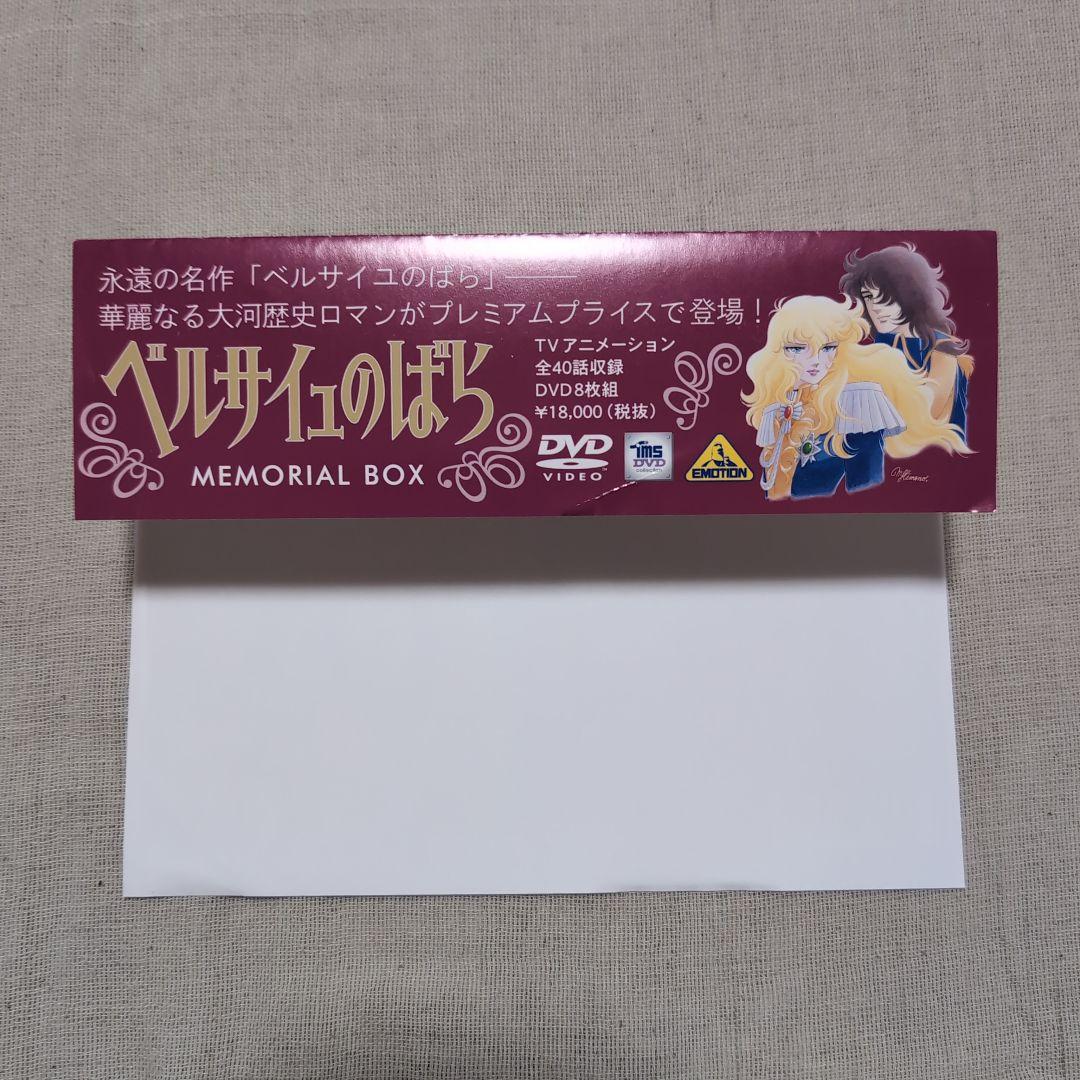 永遠の名作「ベルサイユのばら」――
華麗なる大河歴史ロマンがプレミアムプライスで登場！
ベルサイユのばら
MEMORIAL BOX
TVアニメーション
全40話収録
DVD8枚組
¥18,000（税抜）
DVD
VIDEO
TMS
DVD
collection
EMOTION